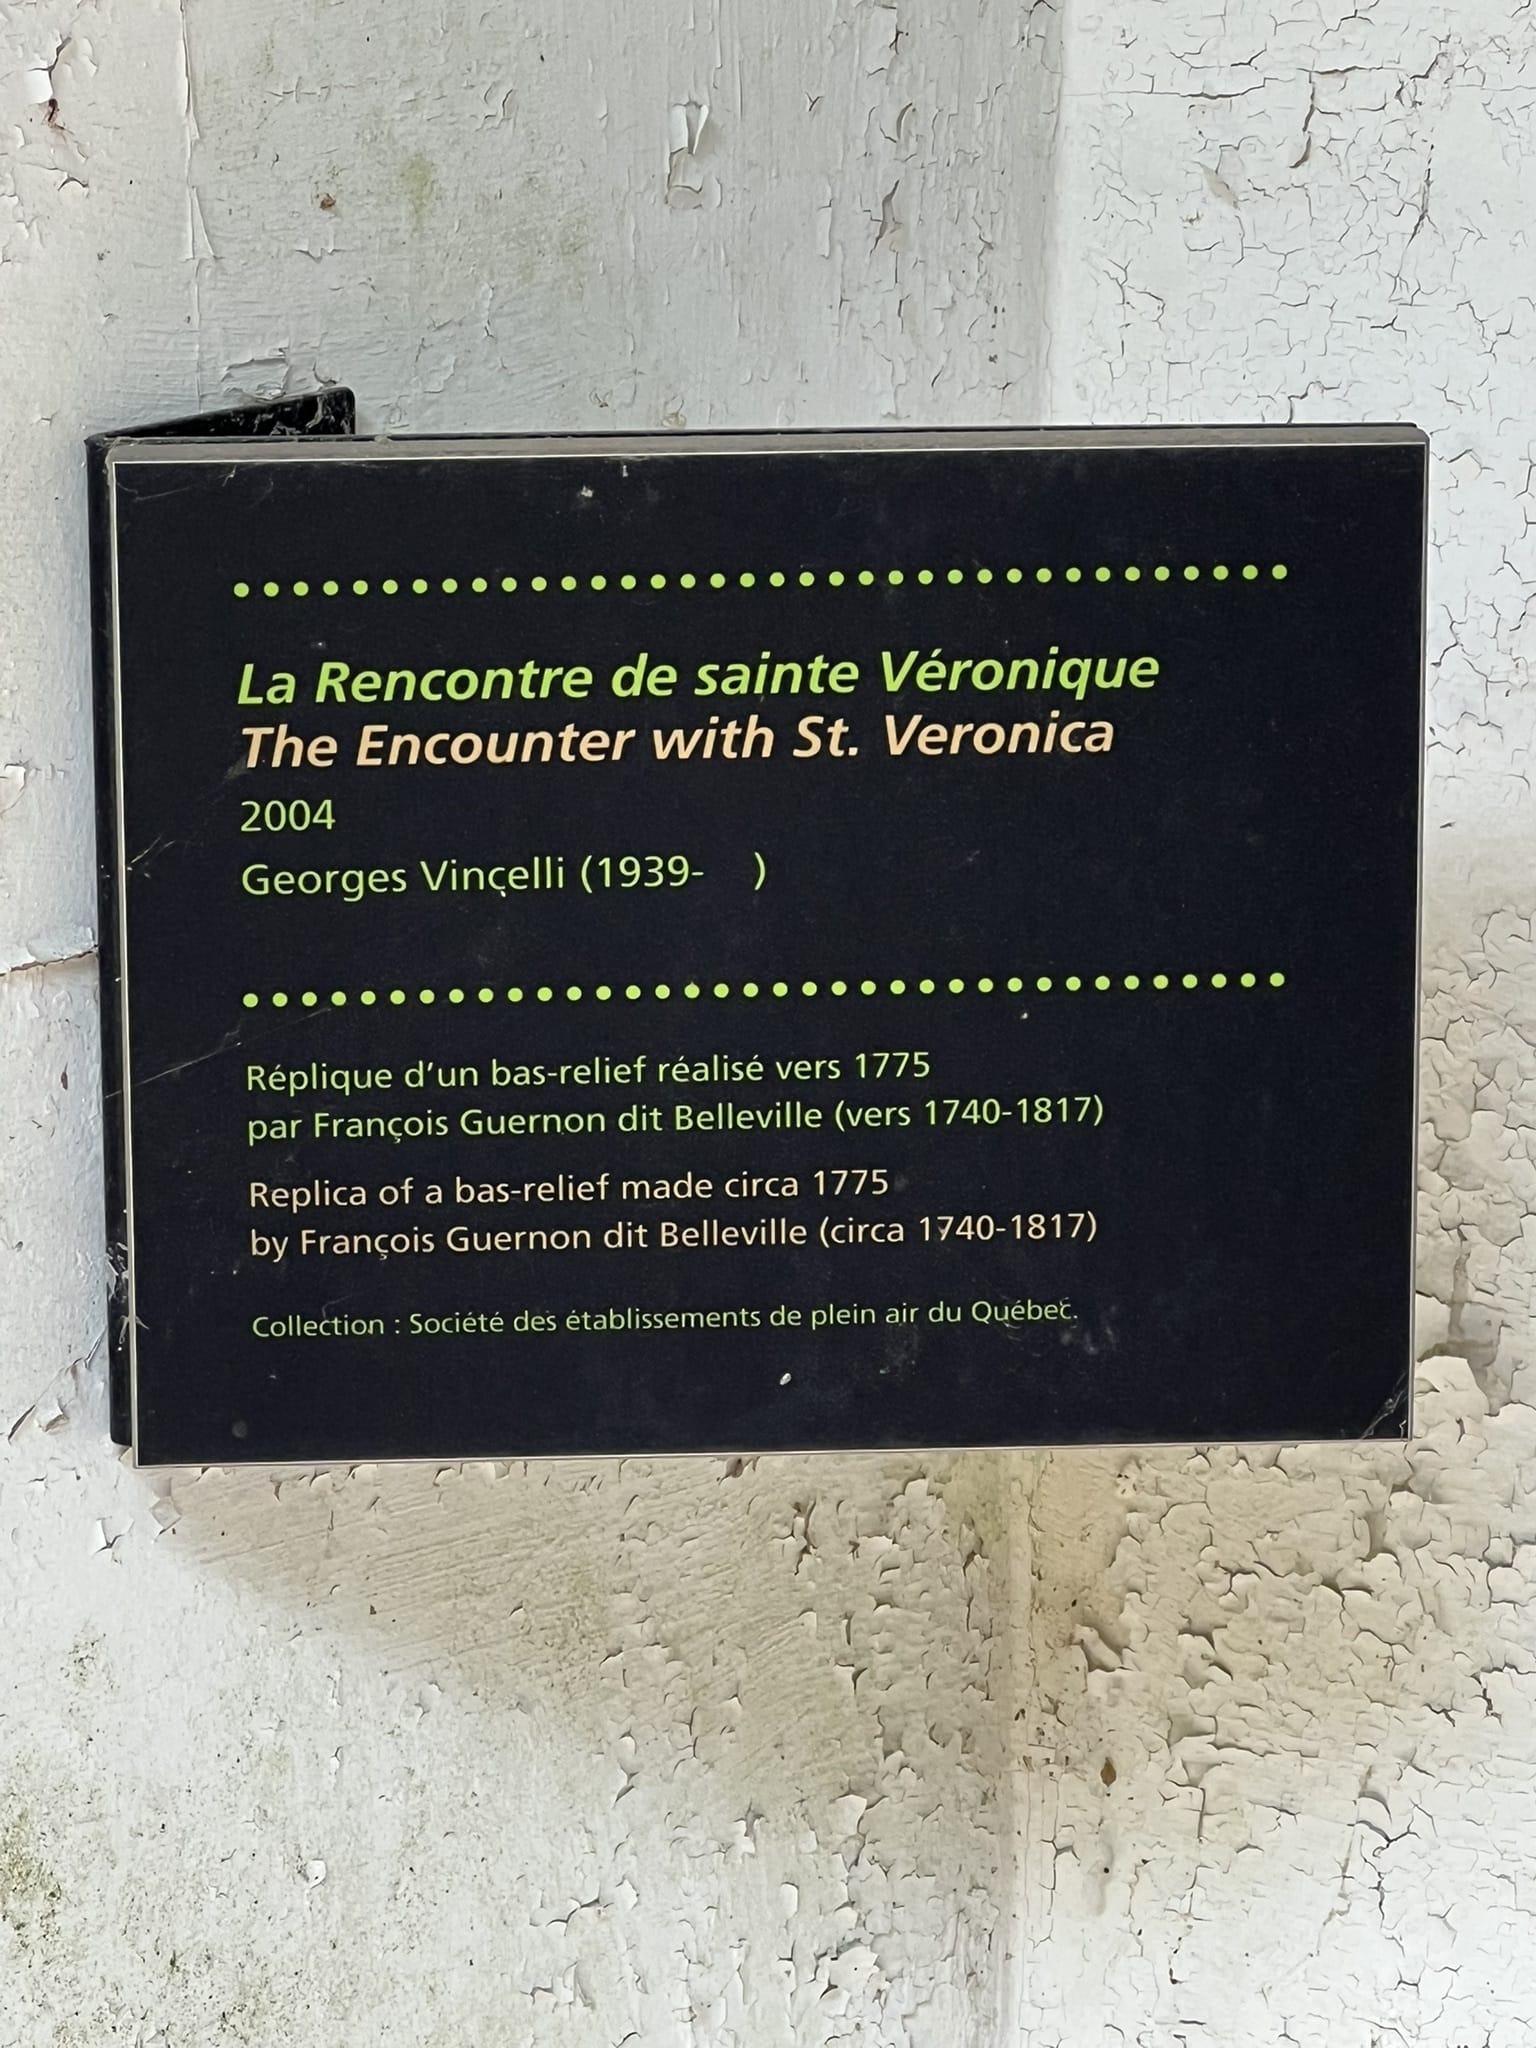 La Rencontre de sainte Véronique
The Encounter with St. Veronica
2004
Georges Vinçelli (1939-    )
Réplique d'un bas-relief réalisé vers 1775
par François Guernon dit Belleville (vers 1740-1817)
Replica of a bas-relief made circa 1775
by François Guernon dit Belleville (circa 1740-1817)
Collection : Société des établissements de plein air du Québec.